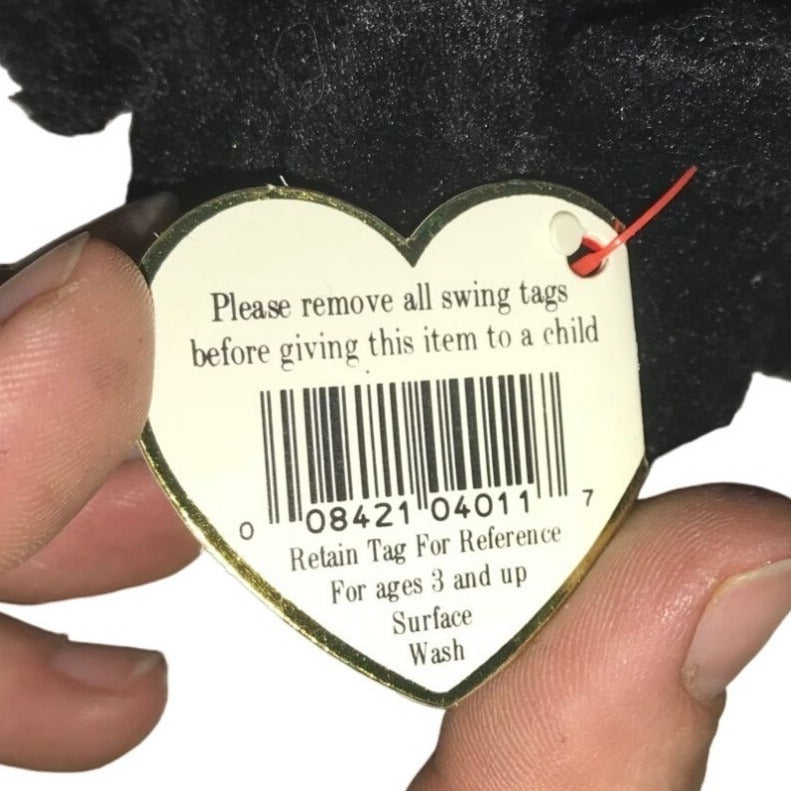 Please remove all swing tags
before giving this item to a child
0 08421 04011 7
Retain Tag For Reference
For ages 3 and up
Surface
Wash